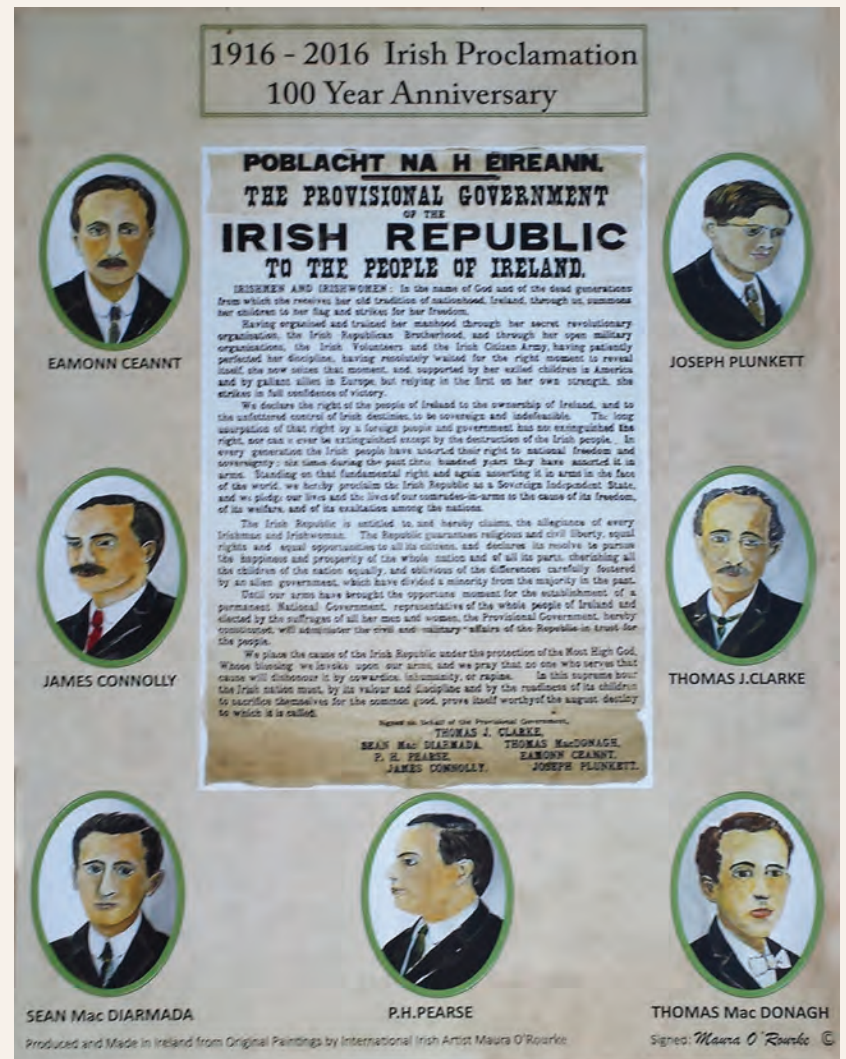 1916 - 2016 Irish Proclamation
100 Year Anniversary
POBLACHT NA H EIREANN.
THE PROVISIONAL GOVERNMENT
OF THE
IRISH REPUBLIC
TO THE PEOPLE OF IRELAND.
IRISHMEN AND IRISHWOMEN : In the name of God and of the dead generations
from which she receives her old tradition of nationhood, Ireland, through us, summons
her children to her flag and strikes for her freedom.
Having organised and trained her manhood through her secret revolutionary
organisation, the Irish Republican Brotherhood, and through her open military
organisations, the Irish Volunteers and the Irish Citizen Army, having patiently
perfected her discipline, having resolutely waited for the right moment to reveal
itself, she now seizes that moment, and, supported by her exiled children in America
and by gallant allies in Europe, but relying in the first on her own strength, she
strikes in full confidence of victory.
We declare the right of the people of Ireland to the ownership of Ireland, and to
the unfettered control of Irish destinies, to be sovereign and indefeasible. The long
usurpation of that right by a foreign people and government has not extinguished the
right, nor can it ever be extinguished except by the destruction of the Irish people. In
every generation the Irish people have asserted their right to national freedom and
sovereignty ; six times during the past three hundred years they have asserted it in
arms. Standing on that fundamental right and again asserting it in arms in the face
of the world, we hereby proclaim the Irish Republic as a Sovereign Independent State,
and we pledge our lives and the lives of our comrades-in-arms to the cause of its freedom,
of its welfare, and of its exaltation among the nations.
The Irish Republic is entitled to, and hereby claims, the allegiance of every
Irishman and Irishwoman. The Republic guarantees religious and civil liberty, equal
rights and equal opportunities to all its citizens, and declares its resolve to pursue
the happiness and prosperity of the whole nation and of all its parts, cherishing all
the children of the nation equally, and oblivious of the differences carefully fostered
by an alien government, which have divided a minority from the majority in the past.
Until our arms have brought the opportune moment for the establishment of a
permanent National Government, representative of the whole people of Ireland and
elected by the suffrages of all her men and women, the Provisional Government, hereby
constituted, will administer the civil and military affairs of the Republic in trust for
the people.
We place the cause of the Irish Republic under the protection of the Most High God,
Whose blessing we invoke upon our arms, and we pray that no one who serves that
cause will dishonour it by cowardice, inhumanity, or rapine. In this supreme hour
the Irish nation must, by its valour and discipline and by the readiness of its children
to sacrifice themselves for the common good, prove itself worthy of the august destiny
to which it is called.
Signed on Behalf of the Provisional Government,
THOMAS J. CLARKE,
SEAN Mac DIARMADA, THOMAS MacDONAGH,
P. H. PEARSE, EAMONN CEANNT,
JAMES CONNOLLY, JOSEPH PLUNKETT.
EAMONN CEANNT
JOSEPH PLUNKETT
JAMES CONNOLLY
THOMAS J.CLARKE
SEAN Mac DIARMADA
P.H.PEARSE
THOMAS Mac DONAGH
Produced and Made in Ireland from Original Paintings by International Irish Artist Maura O'Rourke
Signed: Maura O'Rourke ©